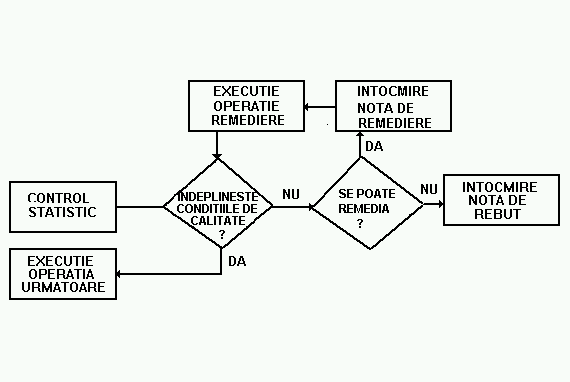 EXECUTIE
OPERATIE
REMEDIERE
INTOCMIRE
NOTA DE
REMEDIERE
DA
CONTROL
STATISTIC
INDEPLINESTE
CONDITIILE DE
CALITATE
?
NU
SE POATE
REMEDIA
?
NU
INTOCMIRE
NOTA DE
REBUT
EXECUTIE
OPERATIA
URMATOARE
DA